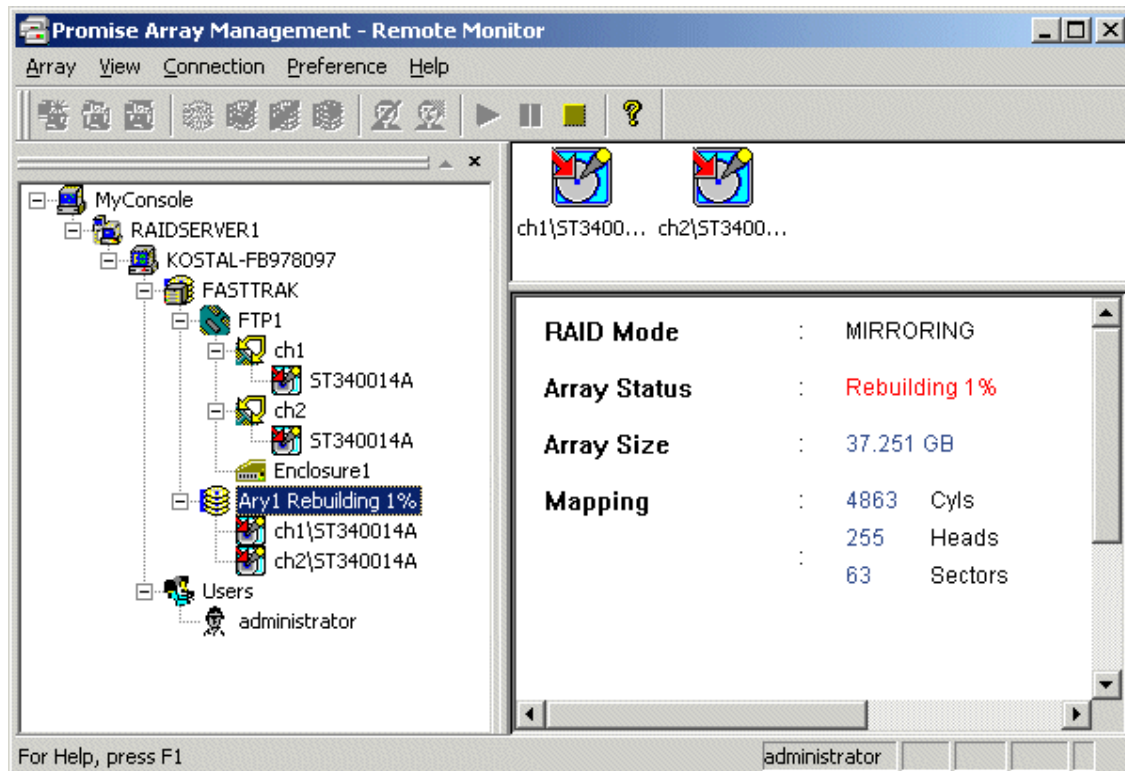 Promise Array Management - Remote Monitor
Array View Connection Preference Help
MyConsole
RAIDSERVER1
KOSTAL-FB978097
FASTTRAK
FTP1
ch1
ST340014A
ch2
ST340014A
Enclosure1
Ary1 Rebuilding 1%
ch1\ST340014A
ch2\ST340014A
Users
administrator
ch1\ST3400... ch2\ST3400...
RAID Mode : MIRRORING
Array Status : Rebuilding 1%
Array Size : 37.251 GB
Mapping : 4863 Cyls
255 Heads
:
63 Sectors
For Help, press F1 administrator